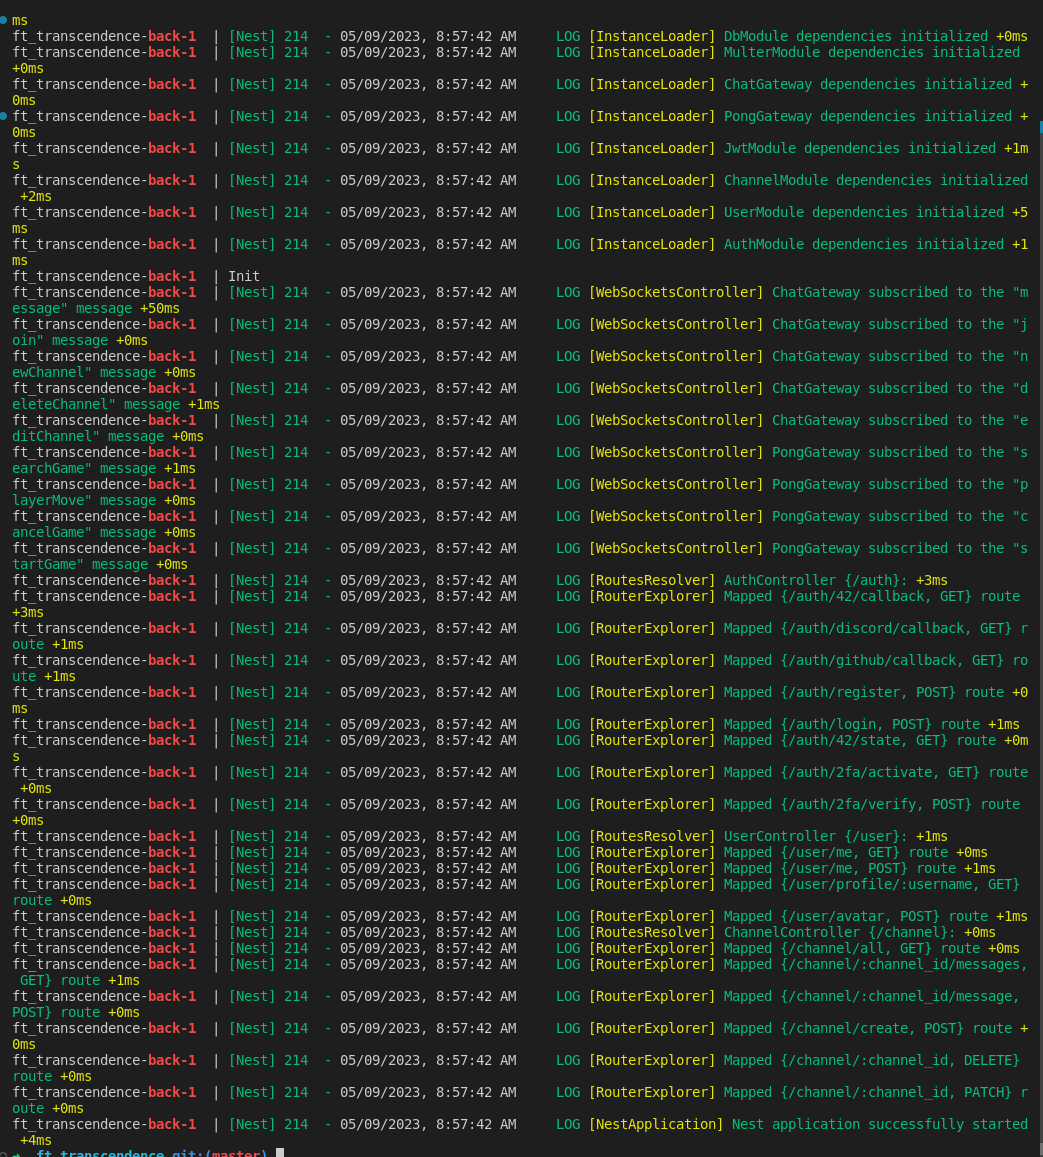 ms
ft_transcendence-back-1  | [Nest] 214  - 05/09/2023, 8:57:42 AM     LOG [InstanceLoader] DbModule dependencies initialized +0ms
ft_transcendence-back-1  | [Nest] 214  - 05/09/2023, 8:57:42 AM     LOG [InstanceLoader] MulterModule dependencies initialized
+0ms
ft_transcendence-back-1  | [Nest] 214  - 05/09/2023, 8:57:42 AM     LOG [InstanceLoader] ChatGateway dependencies initialized +
0ms
ft_transcendence-back-1  | [Nest] 214  - 05/09/2023, 8:57:42 AM     LOG [InstanceLoader] PongGateway dependencies initialized +
0ms
ft_transcendence-back-1  | [Nest] 214  - 05/09/2023, 8:57:42 AM     LOG [InstanceLoader] JwtModule dependencies initialized +1m
s
ft_transcendence-back-1  | [Nest] 214  - 05/09/2023, 8:57:42 AM     LOG [InstanceLoader] ChannelModule dependencies initialized
 +2ms
ft_transcendence-back-1  | [Nest] 214  - 05/09/2023, 8:57:42 AM     LOG [InstanceLoader] UserModule dependencies initialized +5
ms
ft_transcendence-back-1  | [Nest] 214  - 05/09/2023, 8:57:42 AM     LOG [InstanceLoader] AuthModule dependencies initialized +1
ms
ft_transcendence-back-1  | Init
ft_transcendence-back-1  | [Nest] 214  - 05/09/2023, 8:57:42 AM     LOG [WebSocketsController] ChatGateway subscribed to the "m
essage" message +50ms
ft_transcendence-back-1  | [Nest] 214  - 05/09/2023, 8:57:42 AM     LOG [WebSocketsController] ChatGateway subscribed to the "j
oin" message +0ms
ft_transcendence-back-1  | [Nest] 214  - 05/09/2023, 8:57:42 AM     LOG [WebSocketsController] ChatGateway subscribed to the "n
ewChannel" message +0ms
ft_transcendence-back-1  | [Nest] 214  - 05/09/2023, 8:57:42 AM     LOG [WebSocketsController] ChatGateway subscribed to the "d
eleteChannel" message +1ms
ft_transcendence-back-1  | [Nest] 214  - 05/09/2023, 8:57:42 AM     LOG [WebSocketsController] ChatGateway subscribed to the "e
ditChannel" message +0ms
ft_transcendence-back-1  | [Nest] 214  - 05/09/2023, 8:57:42 AM     LOG [WebSocketsController] PongGateway subscribed to the "s
earchGame" message +1ms
ft_transcendence-back-1  | [Nest] 214  - 05/09/2023, 8:57:42 AM     LOG [WebSocketsController] PongGateway subscribed to the "p
layerMove" message +0ms
ft_transcendence-back-1  | [Nest] 214  - 05/09/2023, 8:57:42 AM     LOG [WebSocketsController] PongGateway subscribed to the "c
ancelGame" message +0ms
ft_transcendence-back-1  | [Nest] 214  - 05/09/2023, 8:57:42 AM     LOG [WebSocketsController] PongGateway subscribed to the "s
tartGame" message +0ms
ft_transcendence-back-1  | [Nest] 214  - 05/09/2023, 8:57:42 AM     LOG [RoutesResolver] AuthController {/auth}: +3ms
ft_transcendence-back-1  | [Nest] 214  - 05/09/2023, 8:57:42 AM     LOG [RouterExplorer] Mapped {/auth/42/callback, GET} route
+3ms
ft_transcendence-back-1  | [Nest] 214  - 05/09/2023, 8:57:42 AM     LOG [RouterExplorer] Mapped {/auth/discord/callback, GET} r
oute +1ms
ft_transcendence-back-1  | [Nest] 214  - 05/09/2023, 8:57:42 AM     LOG [RouterExplorer] Mapped {/auth/github/callback, GET} ro
ute +1ms
ft_transcendence-back-1  | [Nest] 214  - 05/09/2023, 8:57:42 AM     LOG [RouterExplorer] Mapped {/auth/register, POST} route +0
ms
ft_transcendence-back-1  | [Nest] 214  - 05/09/2023, 8:57:42 AM     LOG [RouterExplorer] Mapped {/auth/login, POST} route +1ms
ft_transcendence-back-1  | [Nest] 214  - 05/09/2023, 8:57:42 AM     LOG [RouterExplorer] Mapped {/auth/42/state, GET} route +0m
s
ft_transcendence-back-1  | [Nest] 214  - 05/09/2023, 8:57:42 AM     LOG [RouterExplorer] Mapped {/auth/2fa/activate, GET} route
 +0ms
ft_transcendence-back-1  | [Nest] 214  - 05/09/2023, 8:57:42 AM     LOG [RouterExplorer] Mapped {/auth/2fa/verify, POST} route
+0ms
ft_transcendence-back-1  | [Nest] 214  - 05/09/2023, 8:57:42 AM     LOG [RoutesResolver] UserController {/user}: +1ms
ft_transcendence-back-1  | [Nest] 214  - 05/09/2023, 8:57:42 AM     LOG [RouterExplorer] Mapped {/user/me, GET} route +0ms
ft_transcendence-back-1  | [Nest] 214  - 05/09/2023, 8:57:42 AM     LOG [RouterExplorer] Mapped {/user/me, POST} route +1ms
ft_transcendence-back-1  | [Nest] 214  - 05/09/2023, 8:57:42 AM     LOG [RouterExplorer] Mapped {/user/profile/:username, GET}
route +0ms
ft_transcendence-back-1  | [Nest] 214  - 05/09/2023, 8:57:42 AM     LOG [RouterExplorer] Mapped {/user/avatar, POST} route +1ms
ft_transcendence-back-1  | [Nest] 214  - 05/09/2023, 8:57:42 AM     LOG [RoutesResolver] ChannelController {/channel}: +0ms
ft_transcendence-back-1  | [Nest] 214  - 05/09/2023, 8:57:42 AM     LOG [RouterExplorer] Mapped {/channel/all, GET} route +0ms
ft_transcendence-back-1  | [Nest] 214  - 05/09/2023, 8:57:42 AM     LOG [RouterExplorer] Mapped {/channel/:channel_id/messages,
 GET} route +1ms
ft_transcendence-back-1  | [Nest] 214  - 05/09/2023, 8:57:42 AM     LOG [RouterExplorer] Mapped {/channel/:channel_id/message,
POST} route +0ms
ft_transcendence-back-1  | [Nest] 214  - 05/09/2023, 8:57:42 AM     LOG [RouterExplorer] Mapped {/channel/create, POST} route +
0ms
ft_transcendence-back-1  | [Nest] 214  - 05/09/2023, 8:57:42 AM     LOG [RouterExplorer] Mapped {/channel/:channel_id, DELETE}
route +0ms
ft_transcendence-back-1  | [Nest] 214  - 05/09/2023, 8:57:42 AM     LOG [RouterExplorer] Mapped {/channel/:channel_id, PATCH} r
oute +0ms
ft_transcendence-back-1  | [Nest] 214  - 05/09/2023, 8:57:42 AM     LOG [NestApplication] Nest application successfully started
 +4ms
➜  ft_transcendence git:(master)